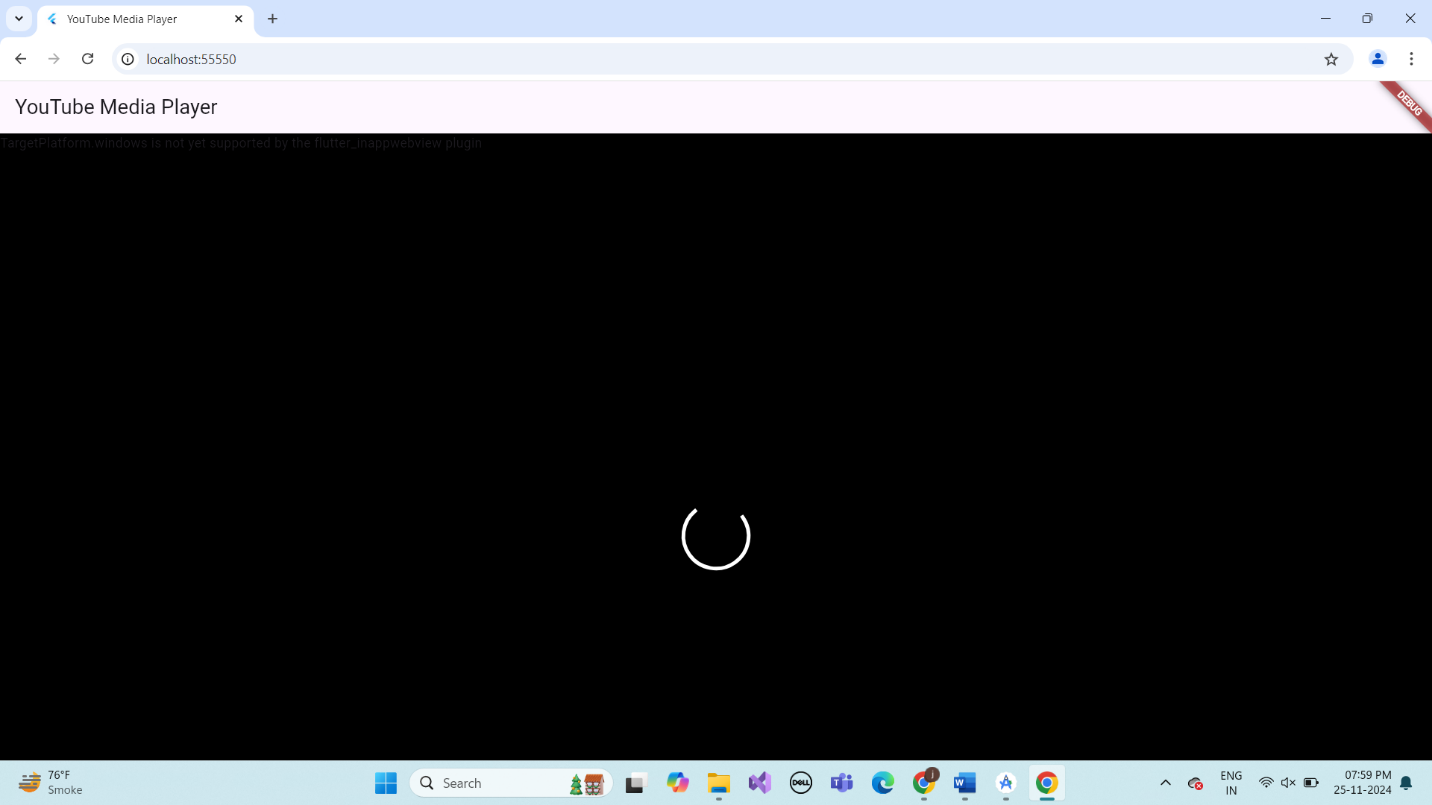 YouTube Media Player
localhost:55550
YouTube Media Player
DEBUG
TargetPlatform.windows is not yet supported by the flutter_inappwebview plugin
76°F
Smoke
Search
DELL
j
W
ENG
IN
07:59 PM
25-11-2024